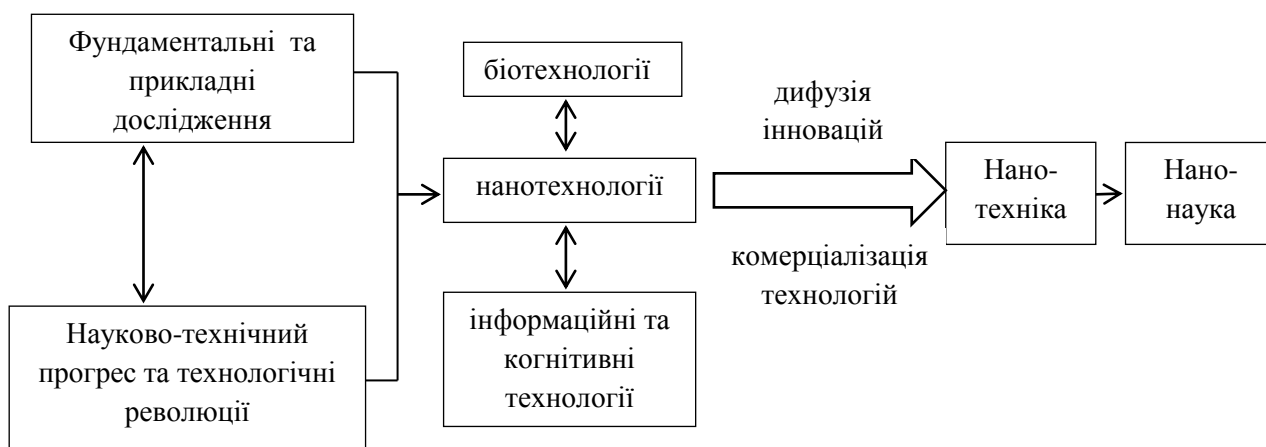 Фундаментальні та
прикладні
дослідження
Науково-технічний
прогрес та технологічні
революції
біотехнології
нанотехнології
інформаційні та
когнітивні
технології
дифузія
інновацій
комерціалізація
технологій
Нано-
техніка
Нано-
наука